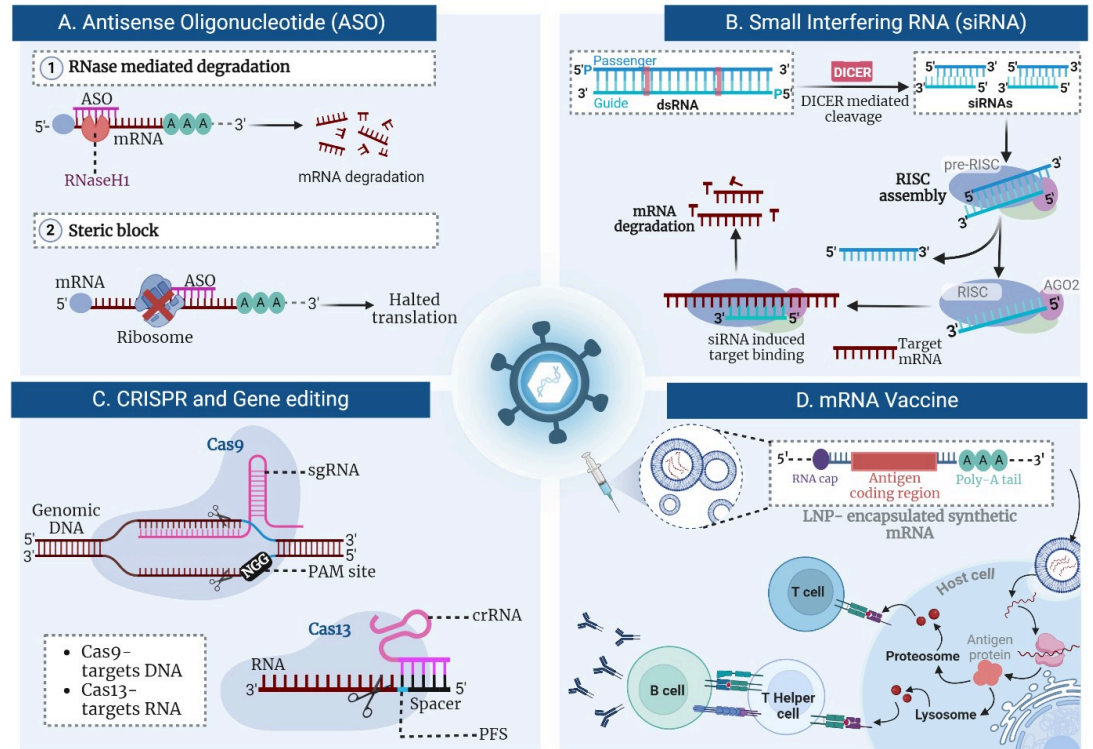 A. Antisense Oligonucleotide (ASO)
1 RNase mediated degradation
ASO
5'- A A A 3'
mRNA
RNaseH1
mRNA degradation
2 Steric block
mRNA
ASO
5' A A A 3'
Ribosome
Halted
translation
B. Small Interfering RNA (siRNA)
5'P Passenger 3'
3' Guide P5'
dsRNA
DICER
DICER mediated
cleavage
5' 5'
3' 3'
siRNAs
pre-RISC
3'
RISC
assembly
5'
5'
3'
mRNA
degradation
5' 3'
RISC
AGO2
5'
3'
3' 5'
siRNA induced
target binding
Target
mRNA
C. CRISPR and Gene editing
Cas9
sgRNA
Genomic
DNA
5' 3'
3' 5'
NGG
PAM site
crRNA
Cas13
RNA
3' 5'
Spacer
PFS
• Cas9-
targets DNA
• Cas13-
targets RNA
D. mRNA Vaccine
5' A A A 3'
RNA cap
Antigen
coding region
Poly-A tail
LNP- encapsulated synthetic
mRNA
Host cell
T cell
Antigen
protein
Proteosome
B cell
T Helper
cell
Lysosome